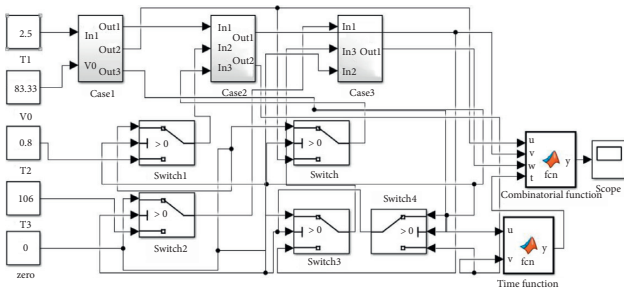 2.5
T1
83.33
V0
0.8
T2
106
T3
0
zero
In1
V0
Out1
Out2
Out3
Case1
In1
In2
In3
Out1
Out2
Case2
In1
In3
In2
Out1
Case3
> 0
Switch1
> 0
Switch
> 0
Switch2
> 0
Switch3
Switch4
> 0
u
v
w
t
fcn
y
Combinatorial function
Scope
u
v
fcn
y
Time function